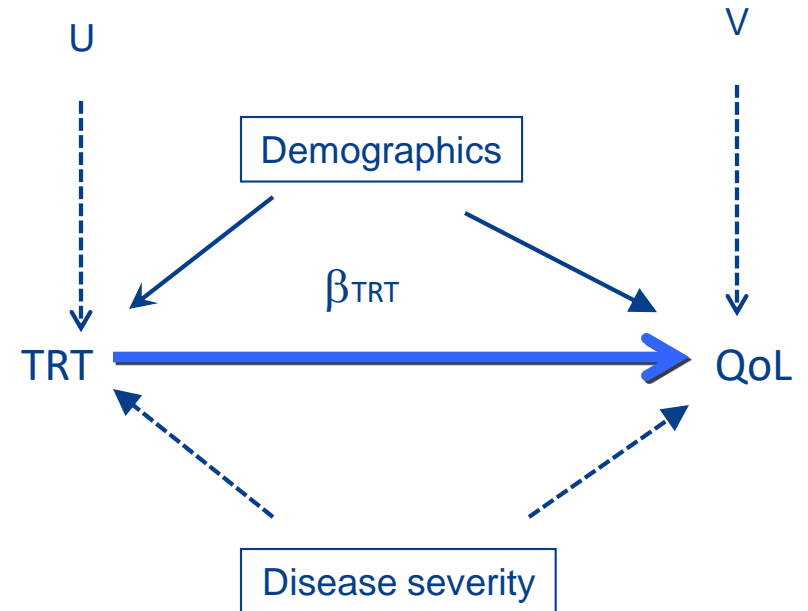 U
V
Demographics
βTRT
TRT
QoL
Disease severity